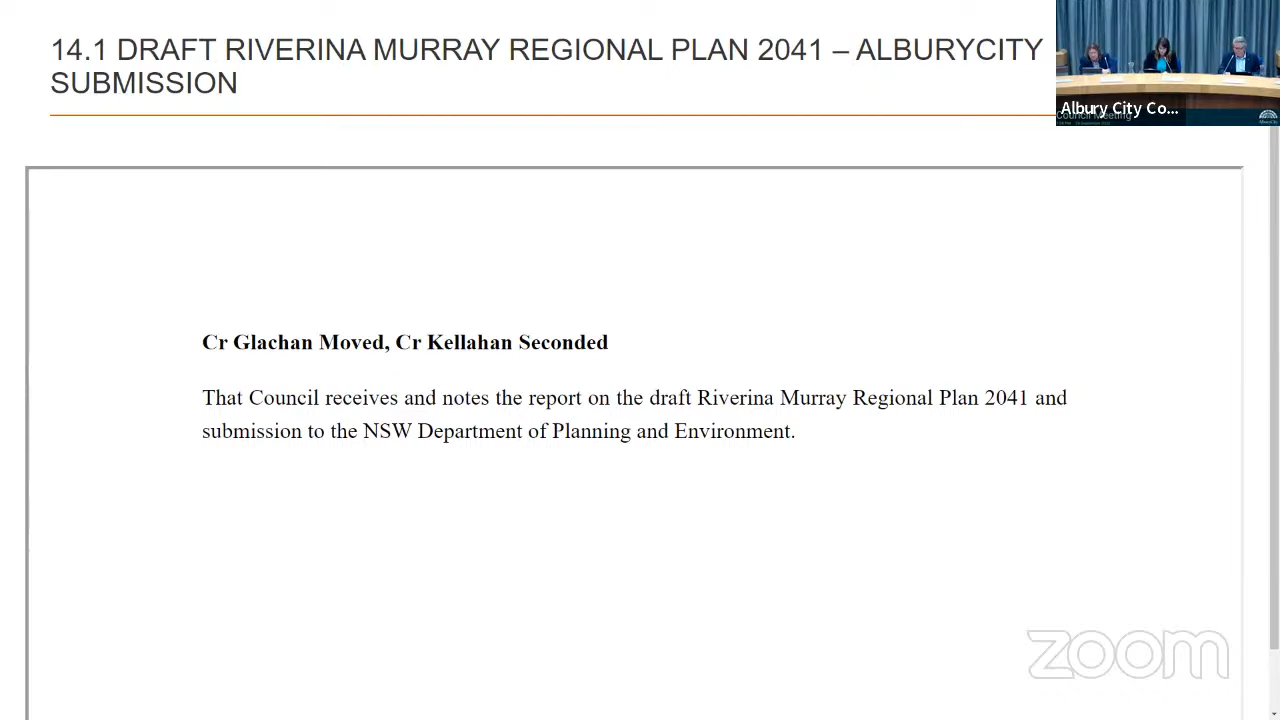 14.1 DRAFT RIVERINA MURRAY REGIONAL PLAN 2041 – ALBURYCITY
SUBMISSION
Albury City Co...
Council Meeting
Cr Glachan Moved, Cr Kellahan Seconded
That Council receives and notes the report on the draft Riverina Murray Regional Plan 2041 and
submission to the NSW Department of Planning and Environment.
zoom